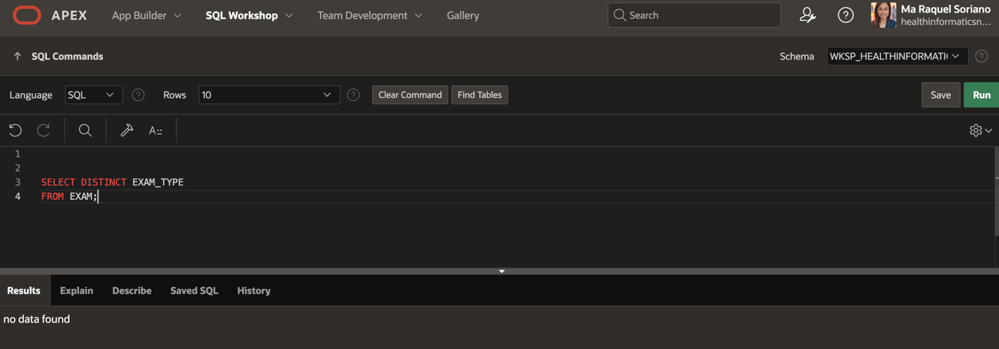 APEX App Builder SQL Workshop Team Development Gallery Search Ma Raquel Soriano
healthinformaticsn...
SQL Commands Schema WKSP_HEALTHINFORMATI
Language SQL Rows 10 Clear Command Find Tables Save Run
A
1
2
3 SELECT DISTINCT EXAM_TYPE
4 FROM EXAM;
Results Explain Describe Saved SQL History
no data found